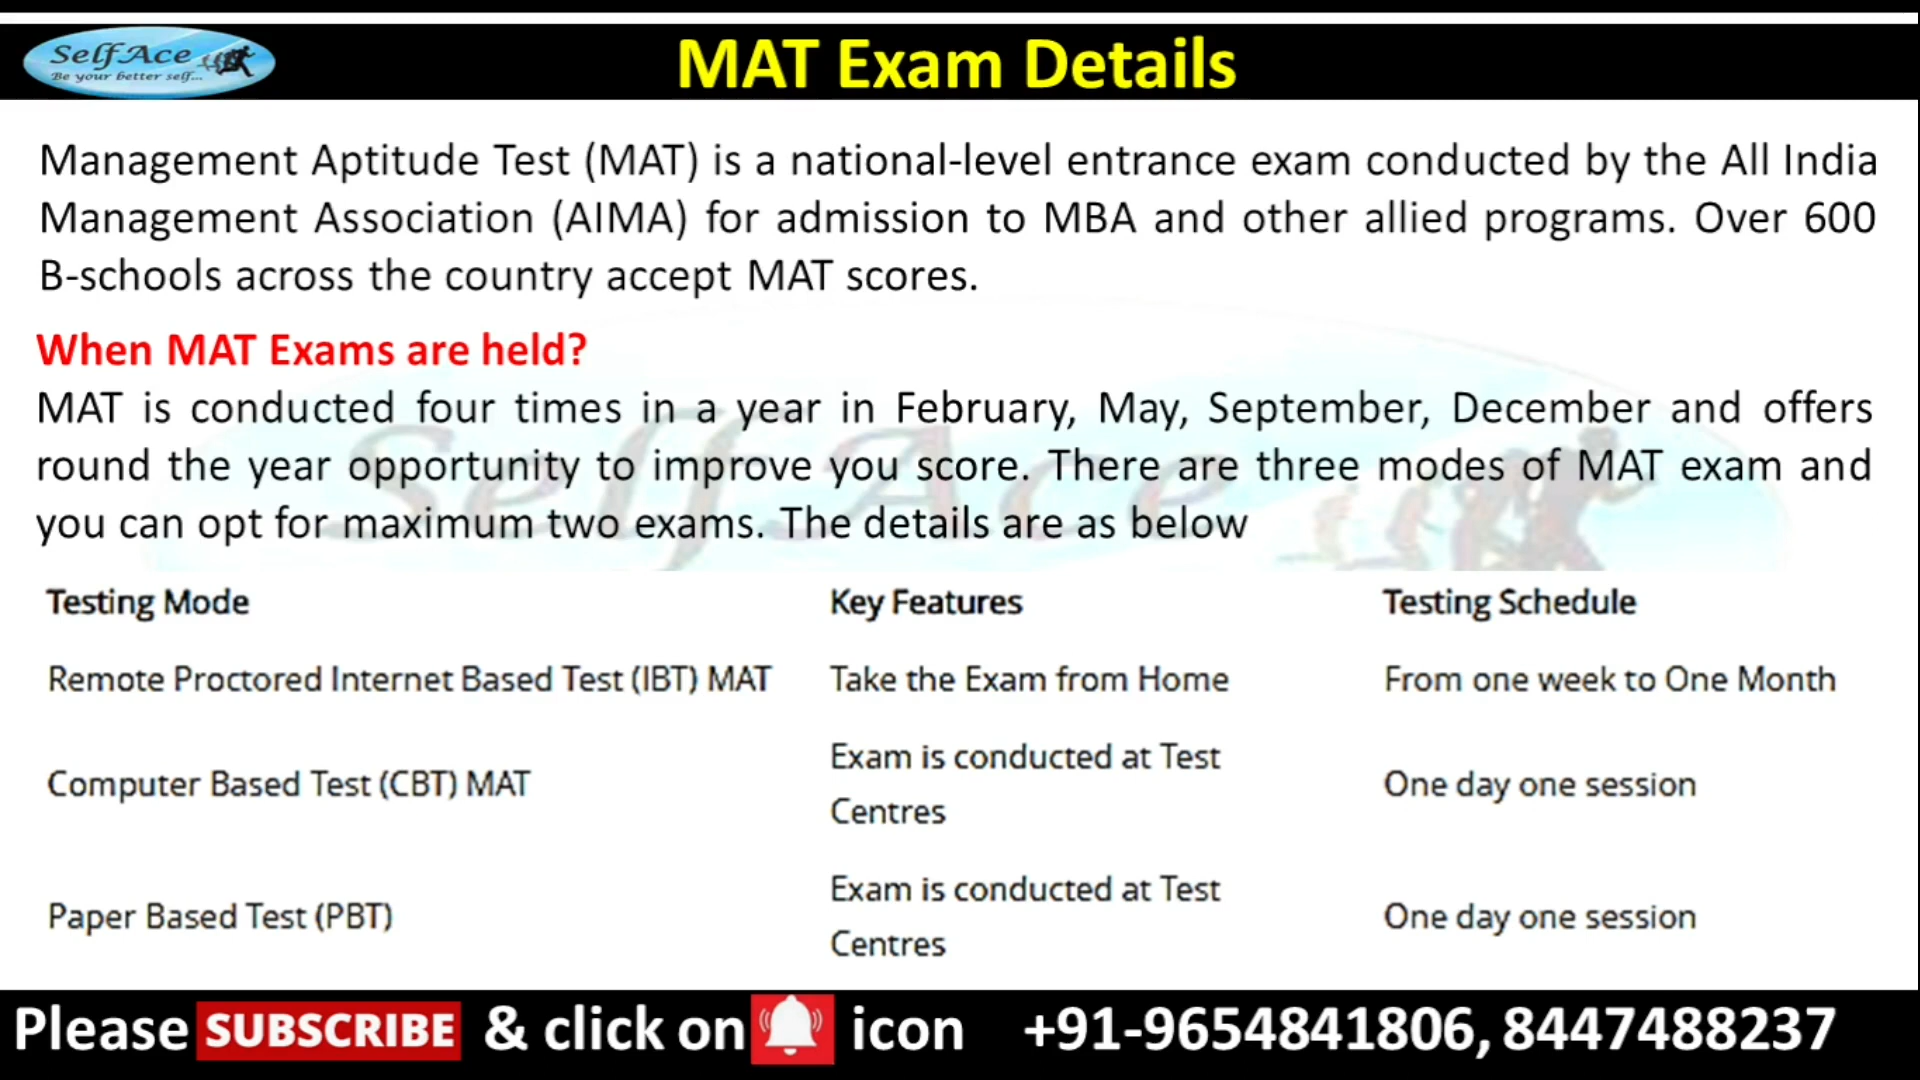 SelfAce
Be your better self...
MAT Exam Details
Management Aptitude Test (MAT) is a national-level entrance exam conducted by the All India
Management Association (AIMA) for admission to MBA and other allied programs. Over 600
B-schools across the country accept MAT scores.
When MAT Exams are held?
MAT is conducted four times in a year in February, May, September, December and offers
round the year opportunity to improve you score. There are three modes of MAT exam and
you can opt for maximum two exams. The details are as below
Self Ace
Testing Mode Key Features Testing Schedule
Remote Proctored Internet Based Test (IBT) MAT Take the Exam from Home From one week to One Month
Computer Based Test (CBT) MAT Exam is conducted at Test One day one session
Centres
Paper Based Test (PBT) Exam is conducted at Test One day one session
Centres
Please SUBSCRIBE & click on icon +91-9654841806, 8447488237